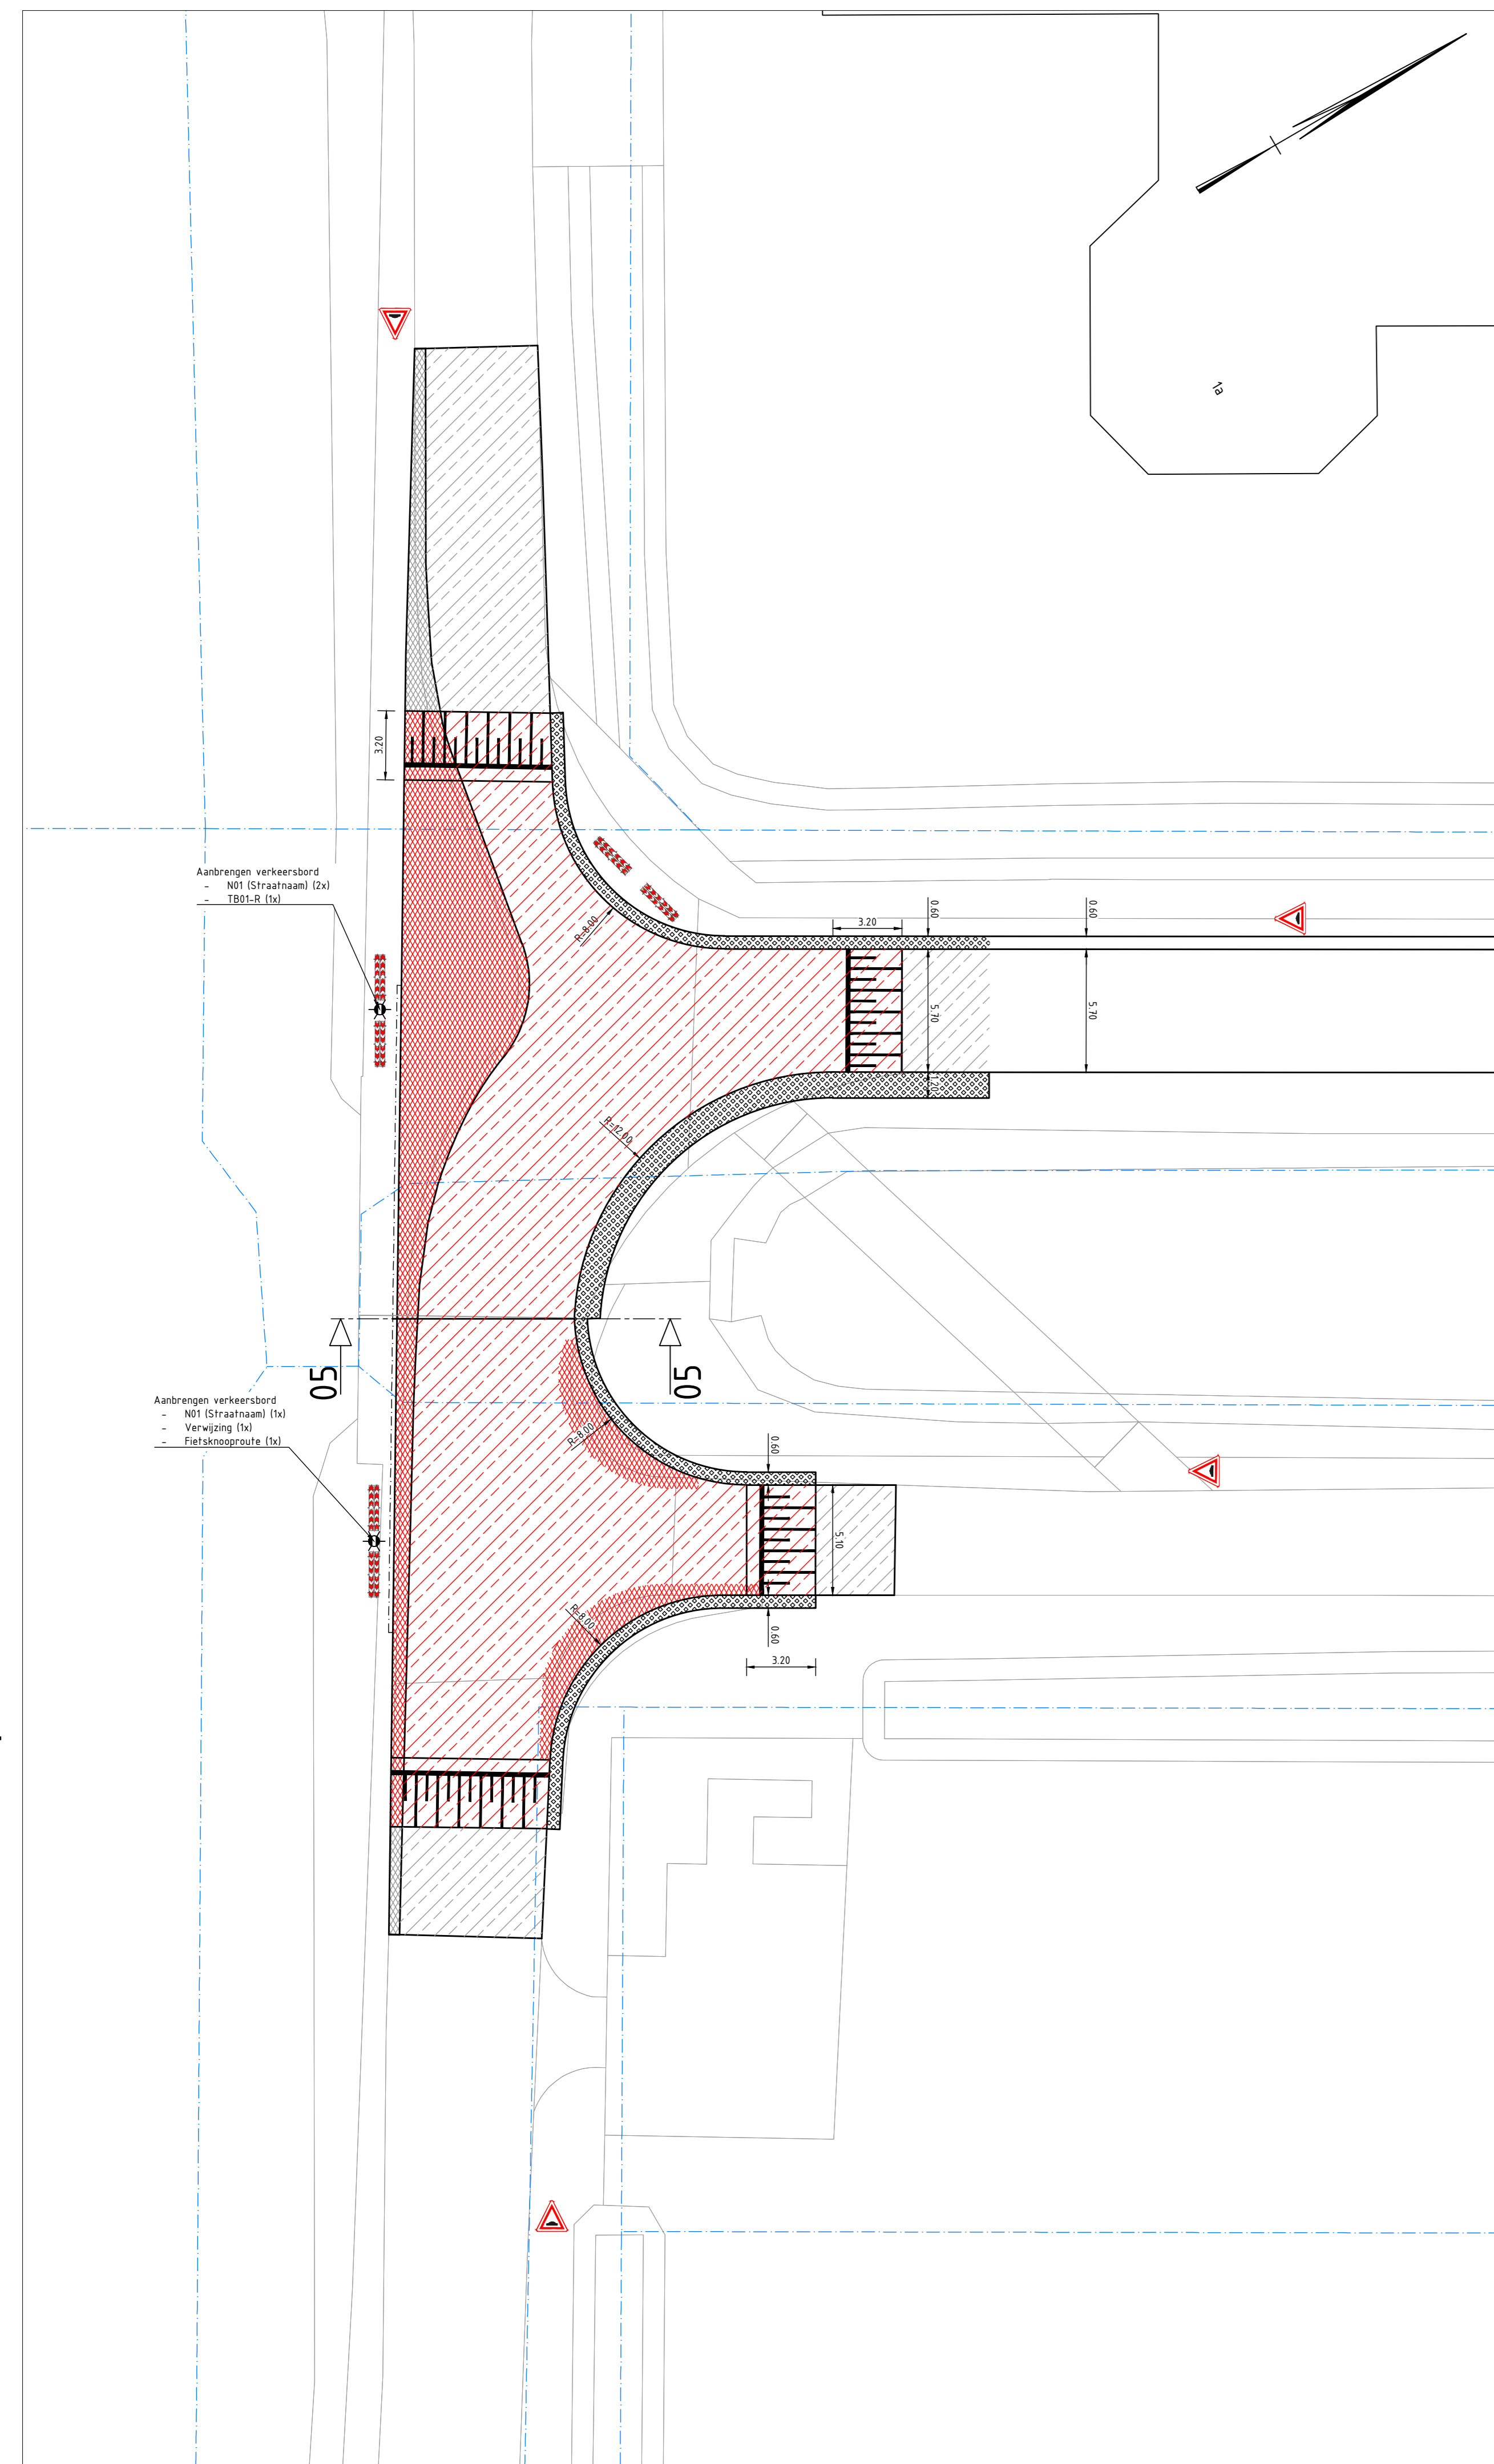 1a
3.20
Aanbrengen verkeersbord
- N01 (Straatnaam) (2x)
- TB01-R (1x)
R=8.00
3.20
0.60
0.60
5.70
5.70
1.20
R=12.00
05
05
Aanbrengen verkeersbord
- N01 (Straatnaam) (1x)
- Verwijzing (1x)
- Fietsknooproute (1x)
R=8.00
0.60
5.10
R=8.00
0.60
3.20